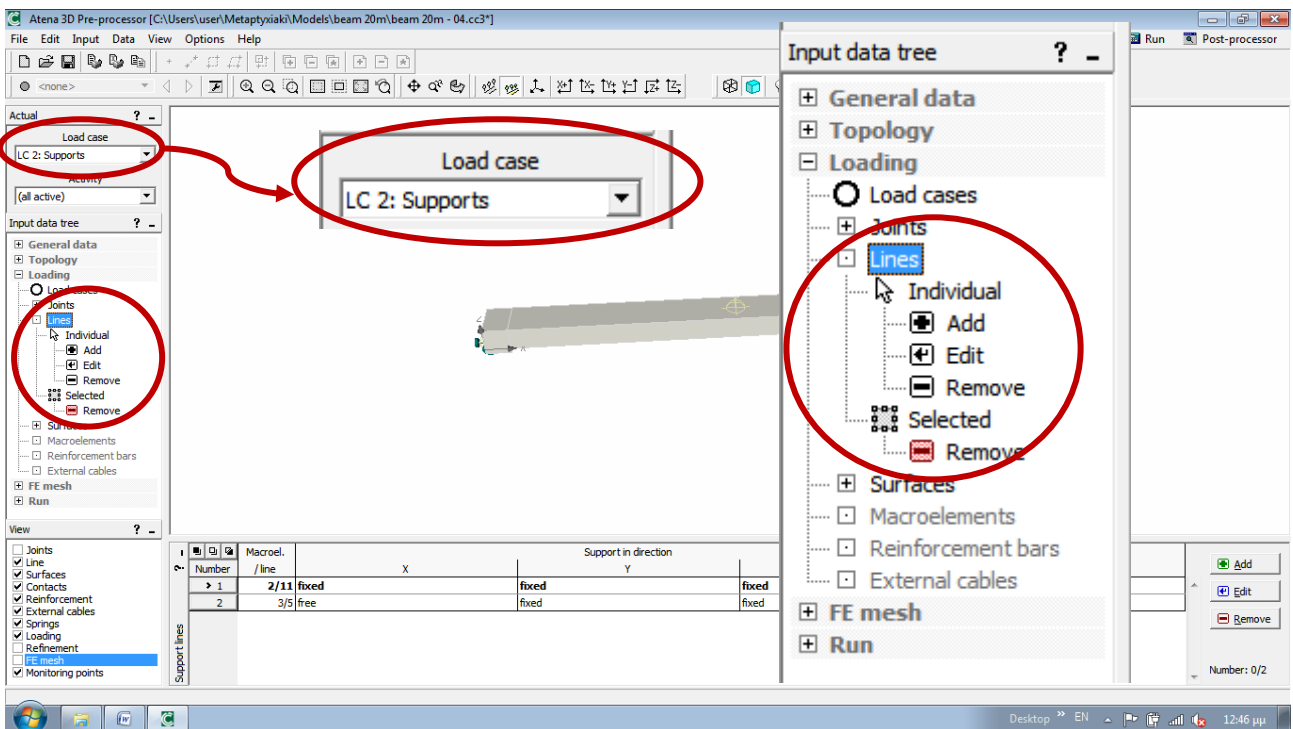 Atena 3D Pre-processor [C:\Users\user\Metaptyxiaki\Models\beam 20m\beam 20m - 04.cc3*]
File Edit Input Data View Options Help
Run Post-processor
<none>
Actual ? -
Load case
LC 2: Supports
Activity
(all active)
Input data tree ? -
General data
Topology
Loading
Load cases
Joints
Lines
Individual
Add
Edit
Remove
Selected
Remove
Surfaces
Macroelements
Reinforcement bars
External cables
FE mesh
Run
View ? -
Joints
Line
Surfaces
Contacts
Reinforcement
External cables
Springs
Loading
Refinement
FE mesh
Monitoring points
Load case
LC 2: Supports
Input data tree ? -
General data
Topology
Loading
Load cases
Joints
Lines
Individual
Add
Edit
Remove
Selected
Remove
Surfaces
Macroelements
Reinforcement bars
External cables
FE mesh
Run
Support lines
Macroel. Support in direction
Number / line X Y
1 2/11 fixed fixed fixed
2 3/5 free fixed fixed
Add
Edit
Remove
Number: 0/2
Desktop » EN 12:46 μμ